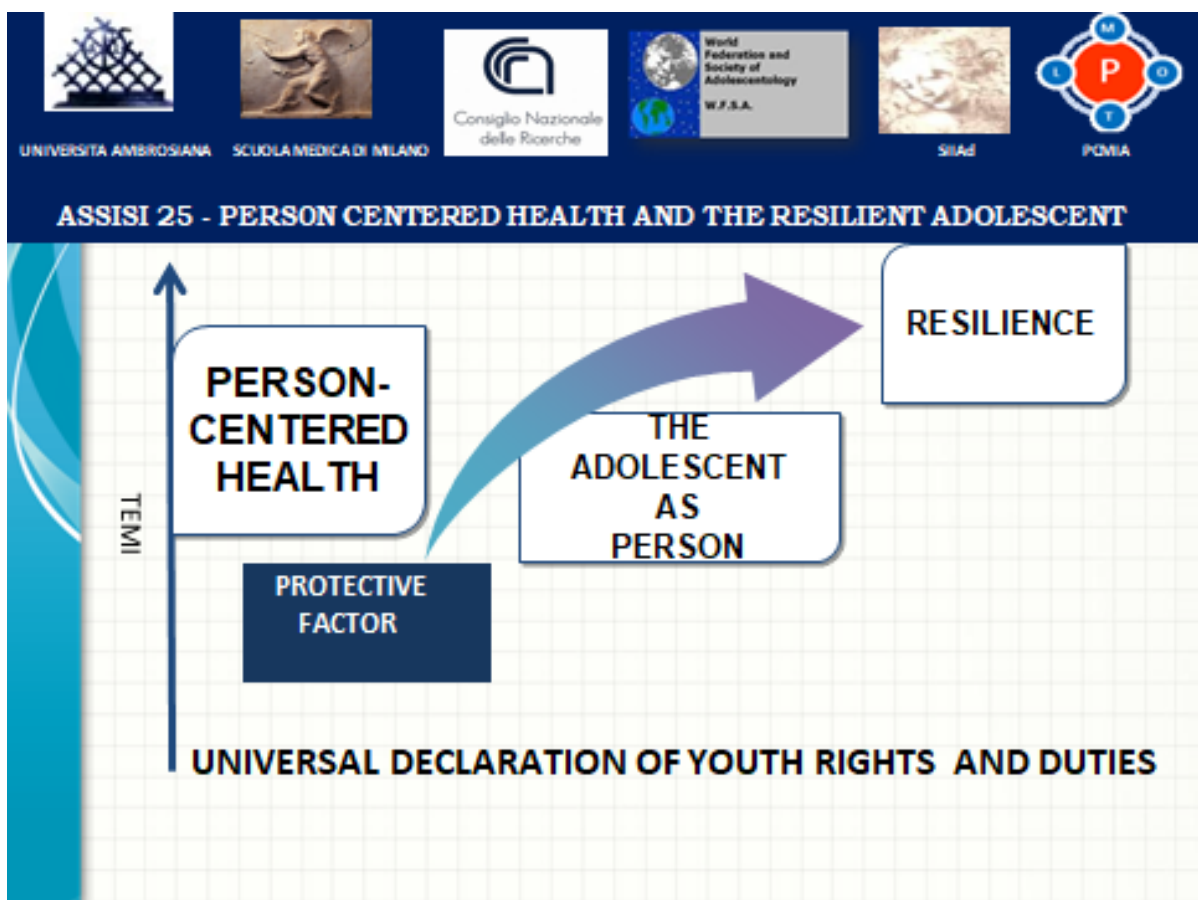 World
Federation and
Society of
Adolescentology
W.F.S.A.
Consiglio Nazionale
delle Ricerche
M
L P O
T
UNIVERSITA AMBROSIANA
SCUOLA MEDICA DI MILANO
SIIAd
PCMIA
ASSISI 25 - PERSON CENTERED HEALTH AND THE RESILIENT ADOLESCENT
RESILIENCE
PERSON-
CENTERED
HEALTH
THE
ADOLESCENT
AS
PERSON
TEMI
PROTECTIVE
FACTOR
UNIVERSAL DECLARATION OF YOUTH RIGHTS AND DUTIES